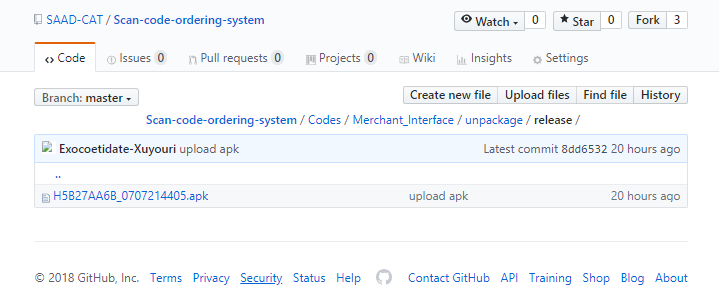 SAAD-CAT / Scan-code-ordering-system Watch 0 Star 0 Fork 3
Code Issues 0 Pull requests 0 Projects 0 Wiki Insights Settings
Branch: master Create new file Upload files Find file History
Scan-code-ordering-system / Codes / Merchant_Interface / unpackage / release /
Exocoetidate-Xuyouri upload apk Latest commit 8dd6532 20 hours ago
..
H5B27AA6B_0707214405.apk upload apk 20 hours ago
© 2018 GitHub, Inc. Terms Privacy Security Status Help Contact GitHub API Training Shop Blog About